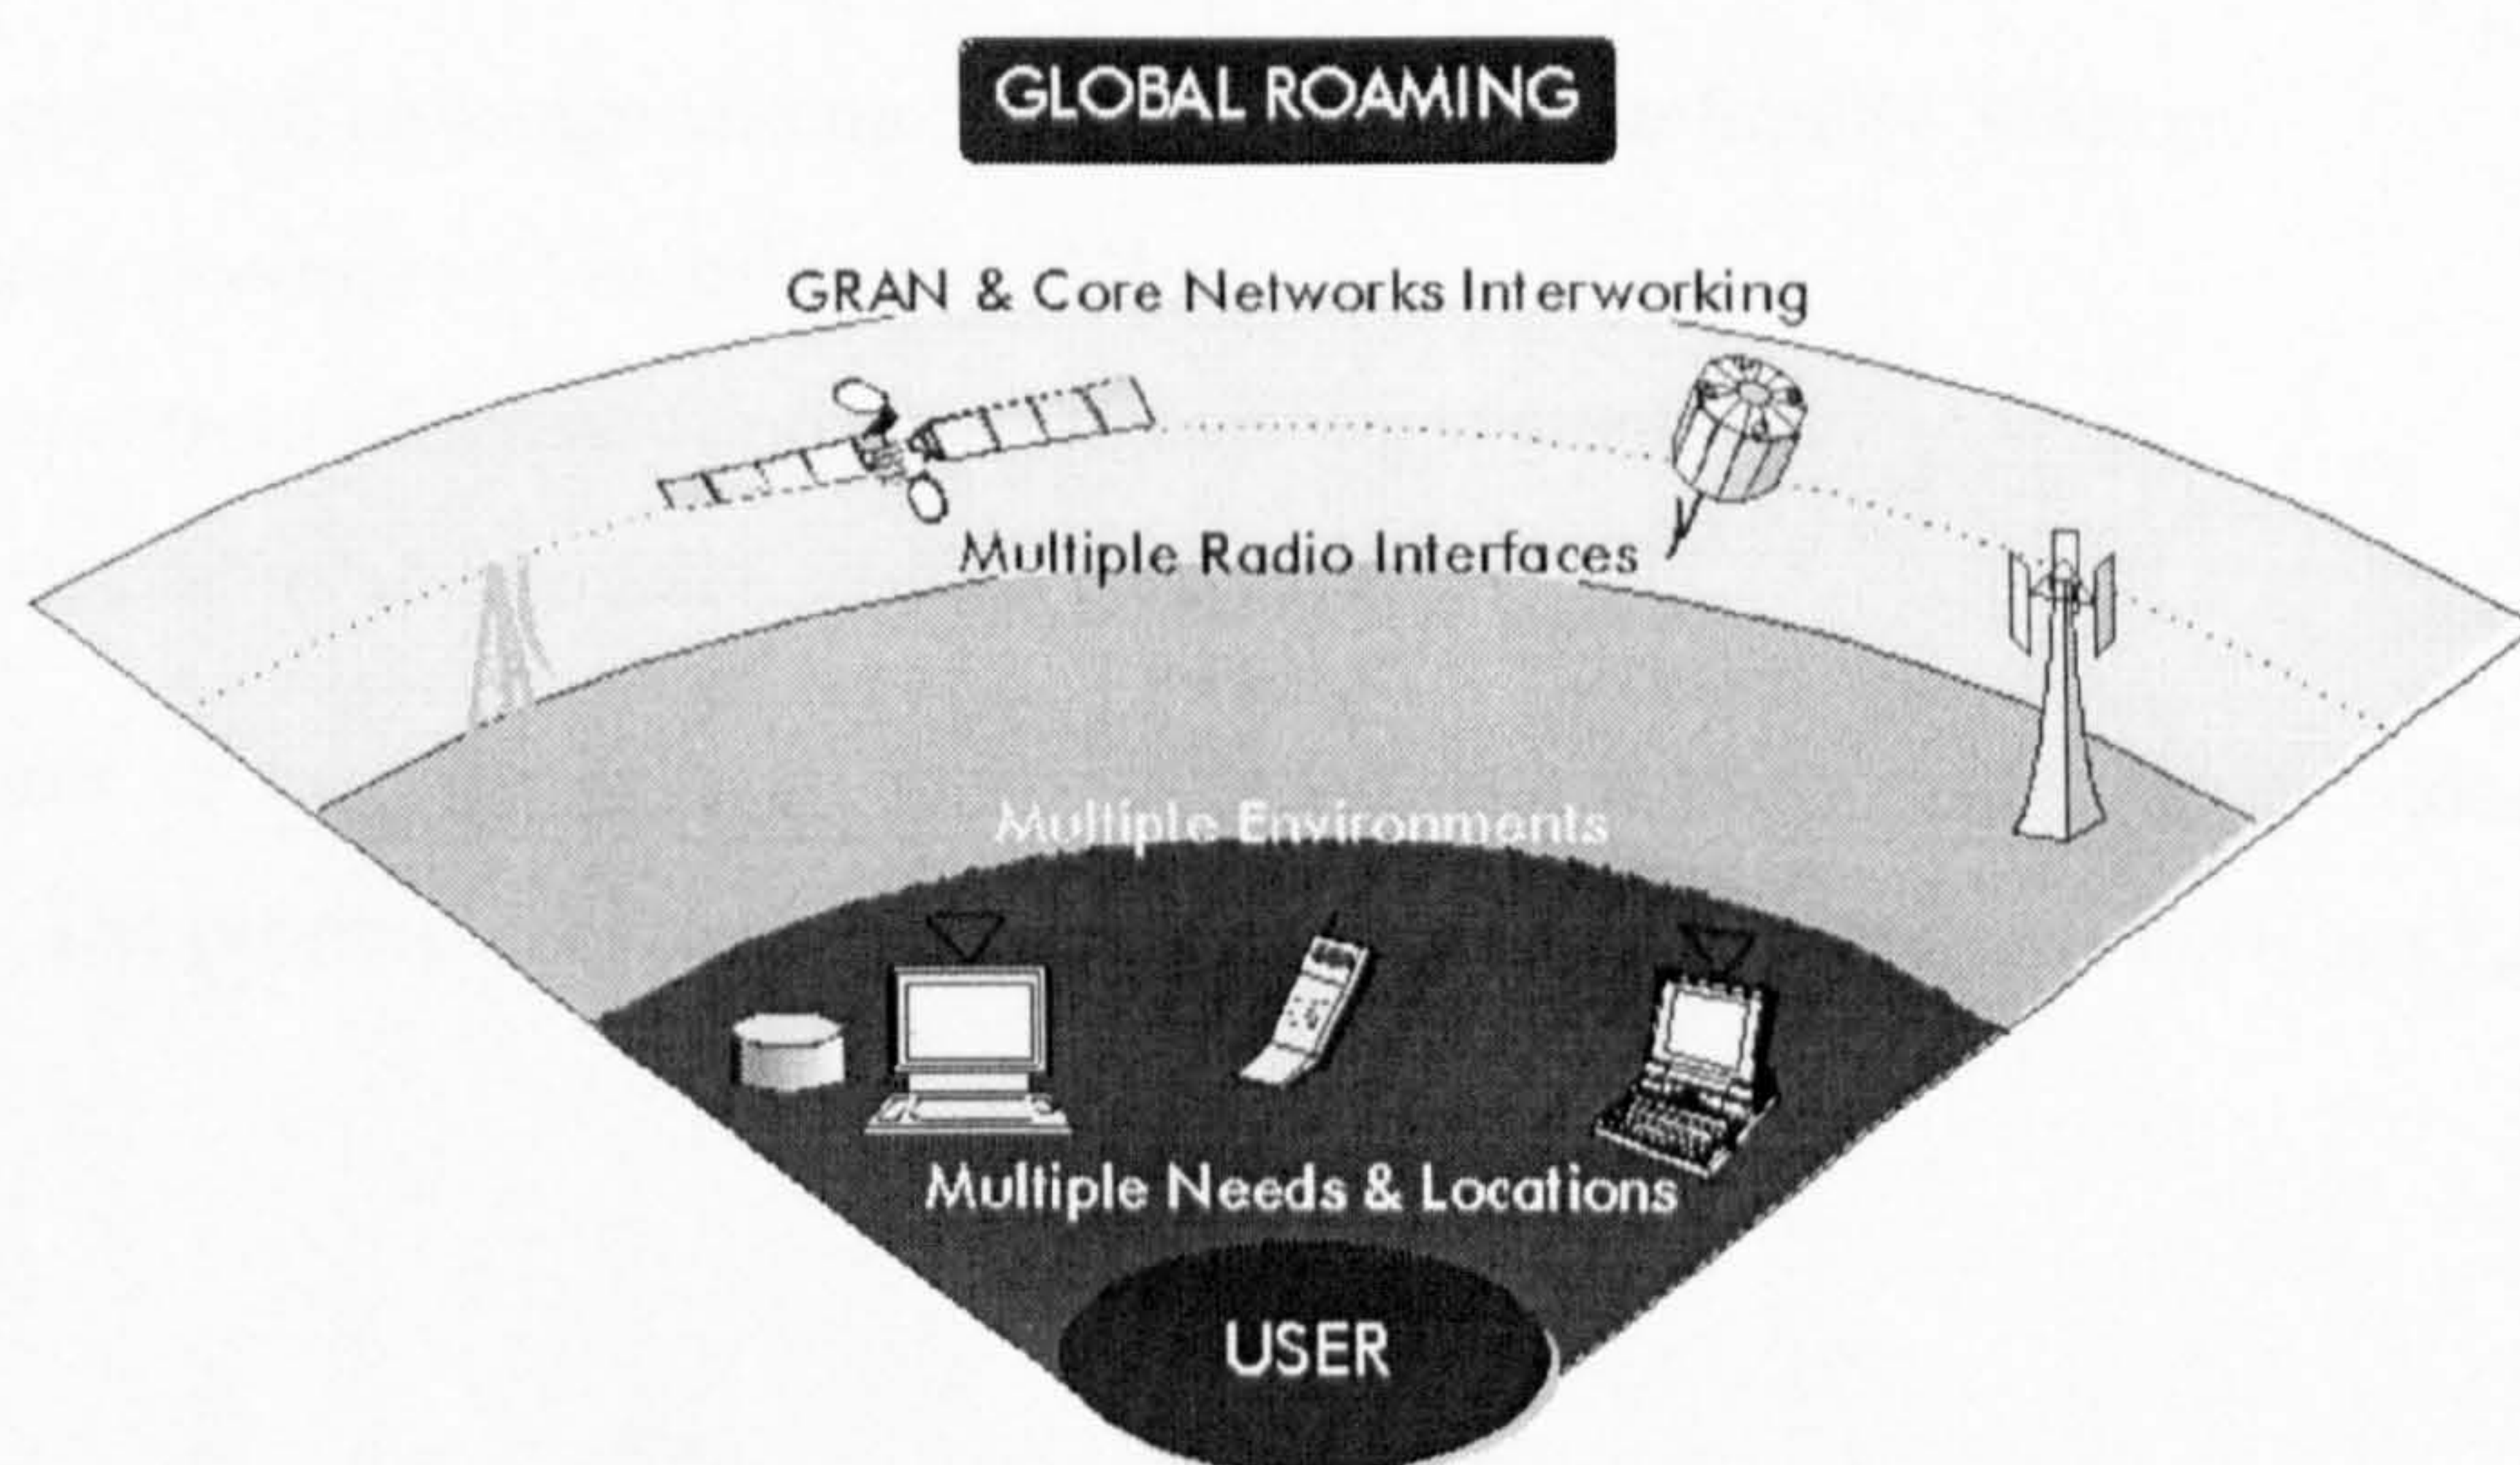 GLOBAL ROAMING
GRAN & Core Networks Interworking
Multiple Radio Interfaces
Multiple Environments
Multiple Needs & Locations
USER